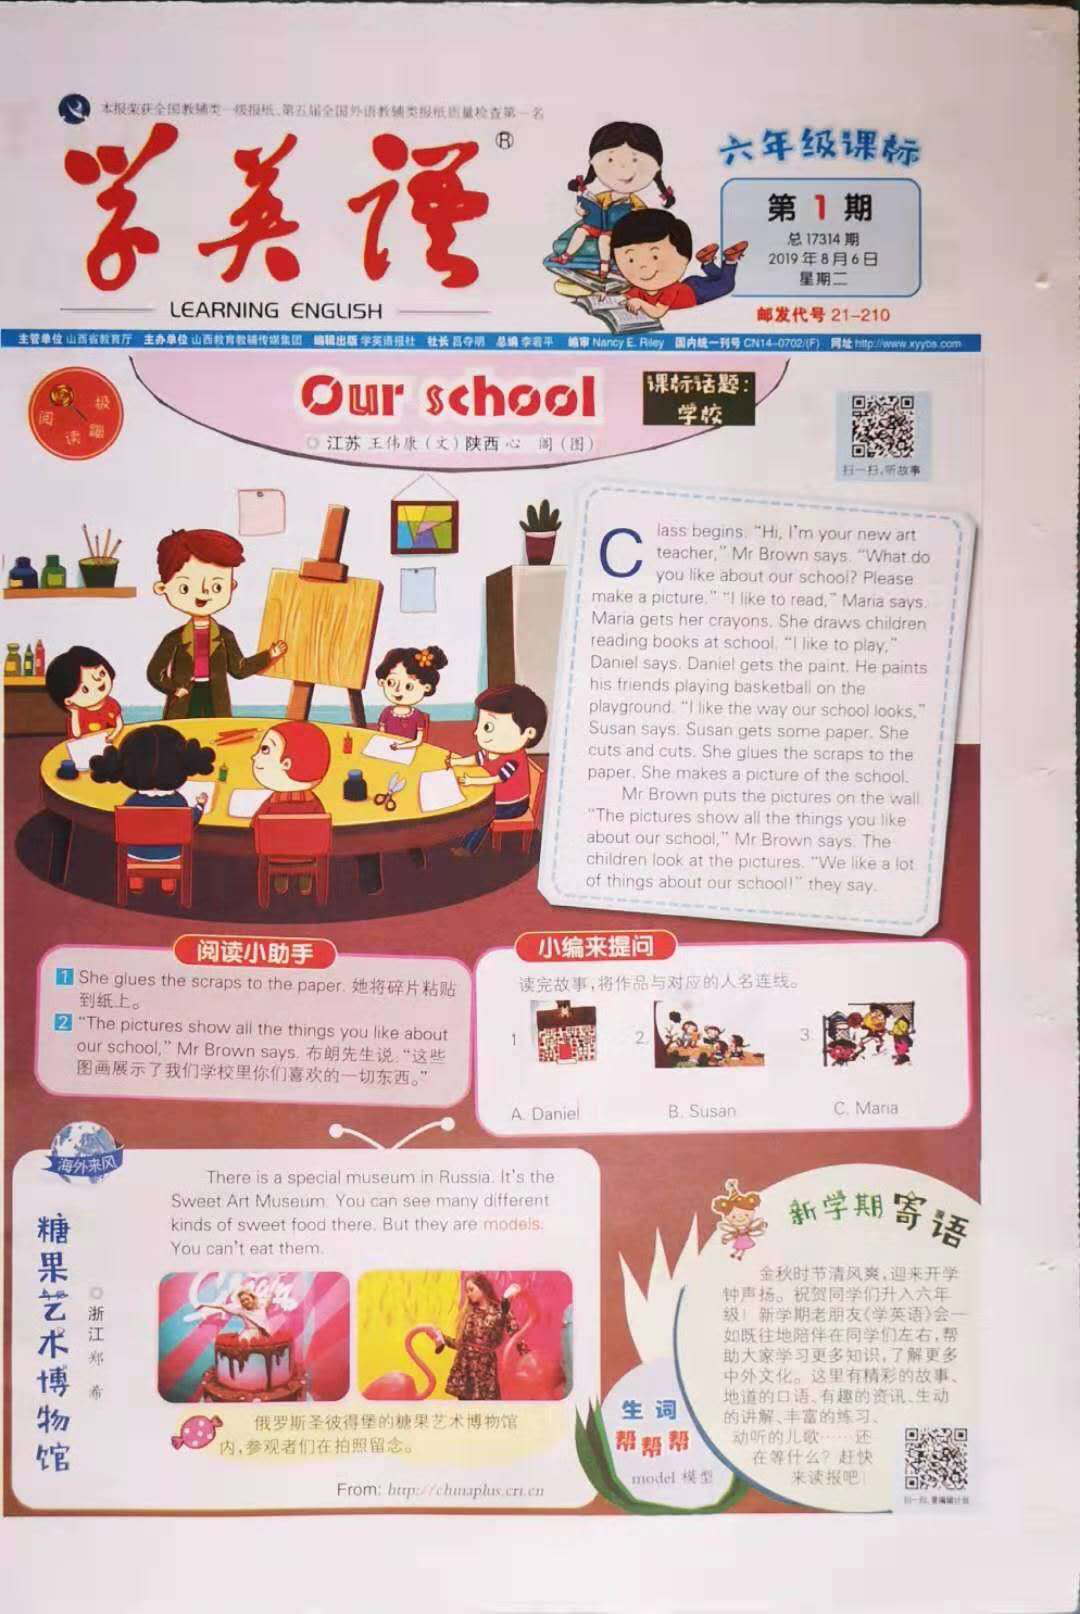 本报荣获全国教辅类一级报纸、第五届全国外语教辅类报纸质量检查第一名
学英语®
LEARNING ENGLISH
六年级课标
第1期
总17314期
2019年8月6日
星期二
邮发代号 21-210
主管单位 山西省教育厅 主办单位 山西教育教辅传媒集团 编辑出版 学英语报社 社长 吕夺明 总编 李若平 编审 Nancy E. Riley 国内统一刊号 CN14-0702/(F) 网址 http://www.xyybs.com
阅读
Our school
课标话题:
学校
◎ 江苏 王伟康(文) 陕西 心 阁(图)
扫一扫,听故事
Class begins. “Hi, I'm your new art
teacher,” Mr Brown says. “What do
you like about our school? Please
make a picture.” “I like to read,” Maria says.
Maria gets her crayons. She draws children
reading books at school. “I like to play,”
Daniel says. Daniel gets the paint. He paints
his friends playing basketball on the
playground. “I like the way our school looks,”
Susan says. Susan gets some paper. She
cuts and cuts. She glues the scraps to the
paper. She makes a picture of the school.
Mr Brown puts the pictures on the wall.
“The pictures show all the things you like
about our school,” Mr Brown says. The
children look at the pictures. “We like a lot
of things about our school!” they say.
阅读小助手
1 She glues the scraps to the paper. 她将碎片粘贴
到纸上。
2 “The pictures show all the things you like about
our school,” Mr Brown says. 布朗先生说,“这些
图画展示了我们学校里你们喜欢的一切东西。”
小编来提问
读完故事,将作品与对应的人名连线。
1 2. 3.
A. Daniel B. Susan C. Maria
海外来风
糖果艺术博物馆
◎ 浙江 郑 希
There is a special museum in Russia. It's the
Sweet Art Museum. You can see many different
kinds of sweet food there. But they are models.
You can't eat them.
俄罗斯圣彼得堡的糖果艺术博物馆
内,参观者们在拍照留念。
From: http://chinaplus.cri.cn
生词
帮帮帮
model 模型
新学期寄语
金秋时节清风爽,迎来开学
钟声扬。祝贺同学们升入六年
级!新学期老朋友《学英语》会一
如既往地陪伴在同学们左右,帮
助大家学习更多知识,了解更多
中外文化。这里有精彩的故事、
地道的口语、有趣的资讯、生动
的讲解、丰富的练习、
动听的儿歌……还
在等什么?赶快
来读报吧!